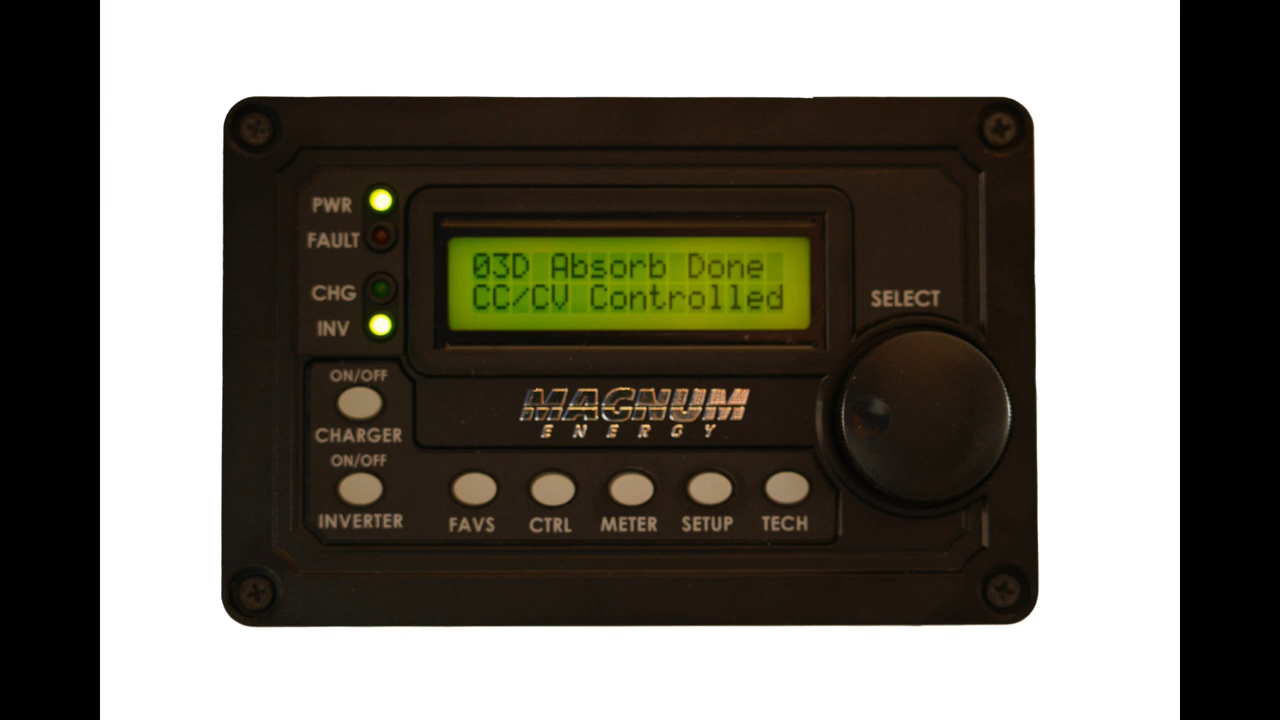 PWR
FAULT
CHG
INV
03D Absorb Done
CC/CV Controlled
SELECT
ON/OFF
CHARGER
ON/OFF
INVERTER
MAGNUM
ENERGY
FAVS
CTRL
METER
SETUP
TECH